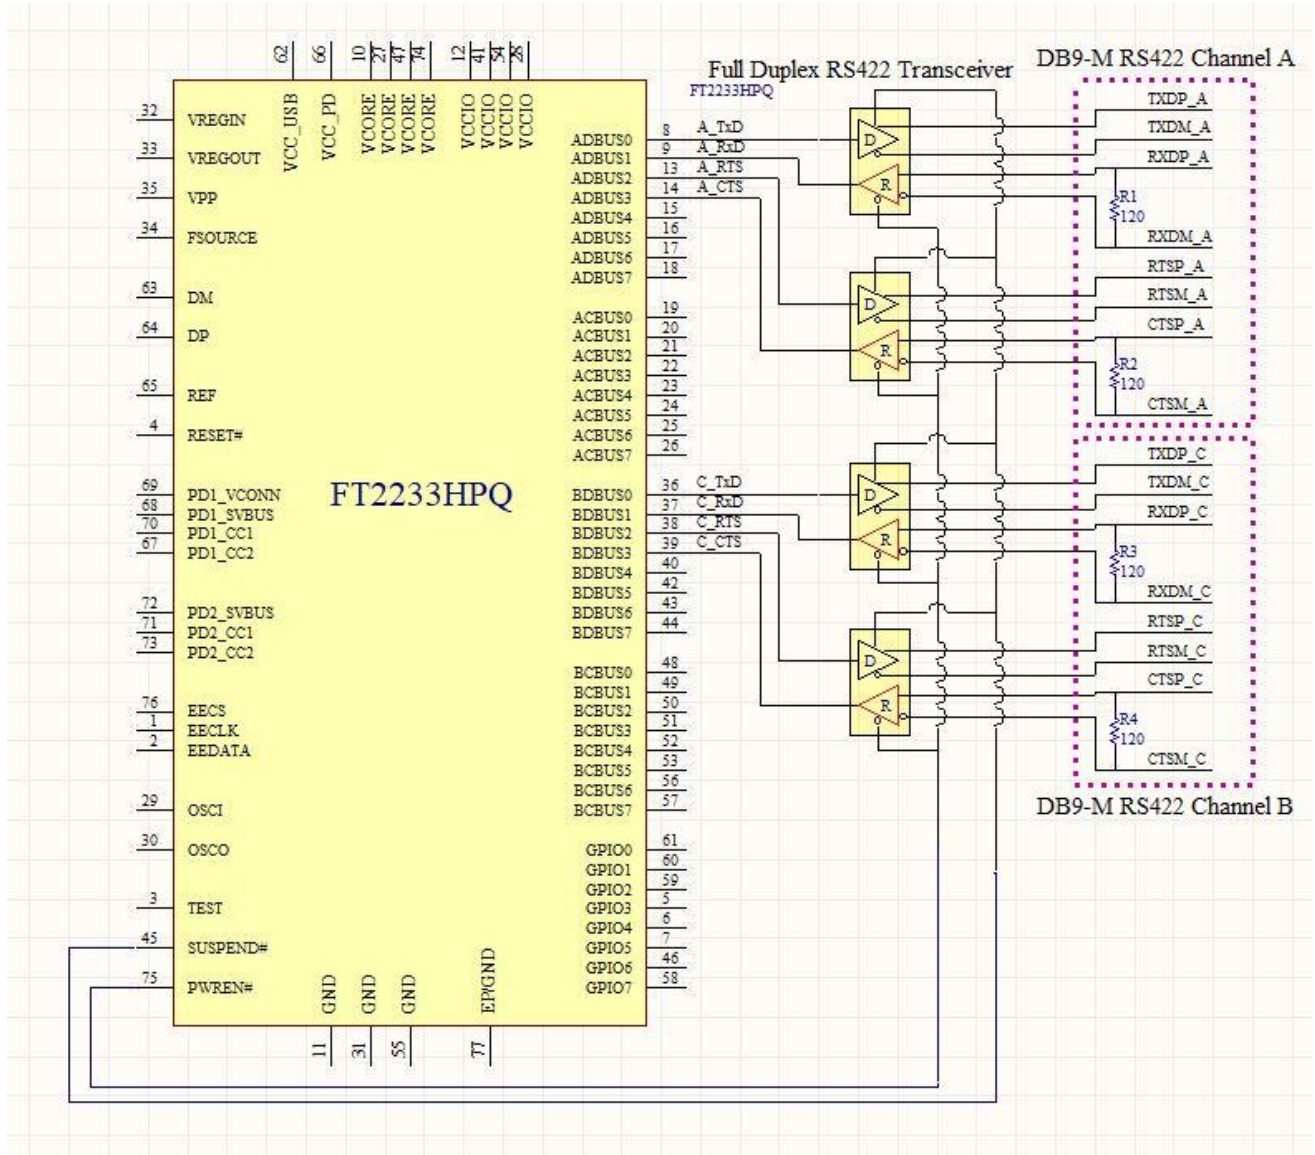 62
66
10
27
47
74
12
41
54
28
VCC_USB
VCC_PD
VCORE
VCORE
VCORE
VCORE
VCCIO
VCCIO
VCCIO
VCCIO
32 VREGIN
33 VREGOUT
35 VPP
34 FSOURCE
63 DM
64 DP
65 REF
4 RESET#
69 PD1_VCONN
68 PD1_SVBUS
70 PD1_CC1
67 PD1_CC2
72 PD2_SVBUS
71 PD2_CC1
73 PD2_CC2
76 EECS
1 EECLK
2 EEDATA
29 OSCI
30 OSCO
3 TEST
45 SUSPEND#
75 PWREN#
FT2233HPQ
GND
GND
GND
EP/GND
11
31
55
77
ADBUS0 8 A_TxD
ADBUS1 9 A_RxD
ADBUS2 13 A_RTS
ADBUS3 14 A_CTS
ADBUS4 15
ADBUS5 16
ADBUS6 17
ADBUS7 18
ACBUS0 19
ACBUS1 20
ACBUS2 21
ACBUS3 22
ACBUS4 23
ACBUS5 24
ACBUS6 25
ACBUS7 26
BDBUS0 36 C_TxD
BDBUS1 37 C_RxD
BDBUS2 38 C_RTS
BDBUS3 39 C_CTS
BDBUS4 40
BDBUS5 42
BDBUS6 43
BDBUS7 44
BCBUS0 48
BCBUS1 49
BCBUS2 50
BCBUS3 51
BCBUS4 52
BCBUS5 53
BCBUS6 56
BCBUS7 57
GPIO0 61
GPIO1 60
GPIO2 59
GPIO3 5
GPIO4 6
GPIO5 7
GPIO6 46
GPIO7 58
Full Duplex RS422 Transceiver
FT2233HPQ
D
R
D
R
D
R
D
R
DB9-M RS422 Channel A
TXDP_A
TXDM_A
RXDP_A
R1
120
RXDM_A
RTSP_A
RTSM_A
CTSP_A
R2
120
CTSM_A
TXDP_C
TXDM_C
RXDP_C
R3
120
RXDM_C
RTSP_C
RTSM_C
CTSP_C
R4
120
CTSM_C
DB9-M RS422 Channel B